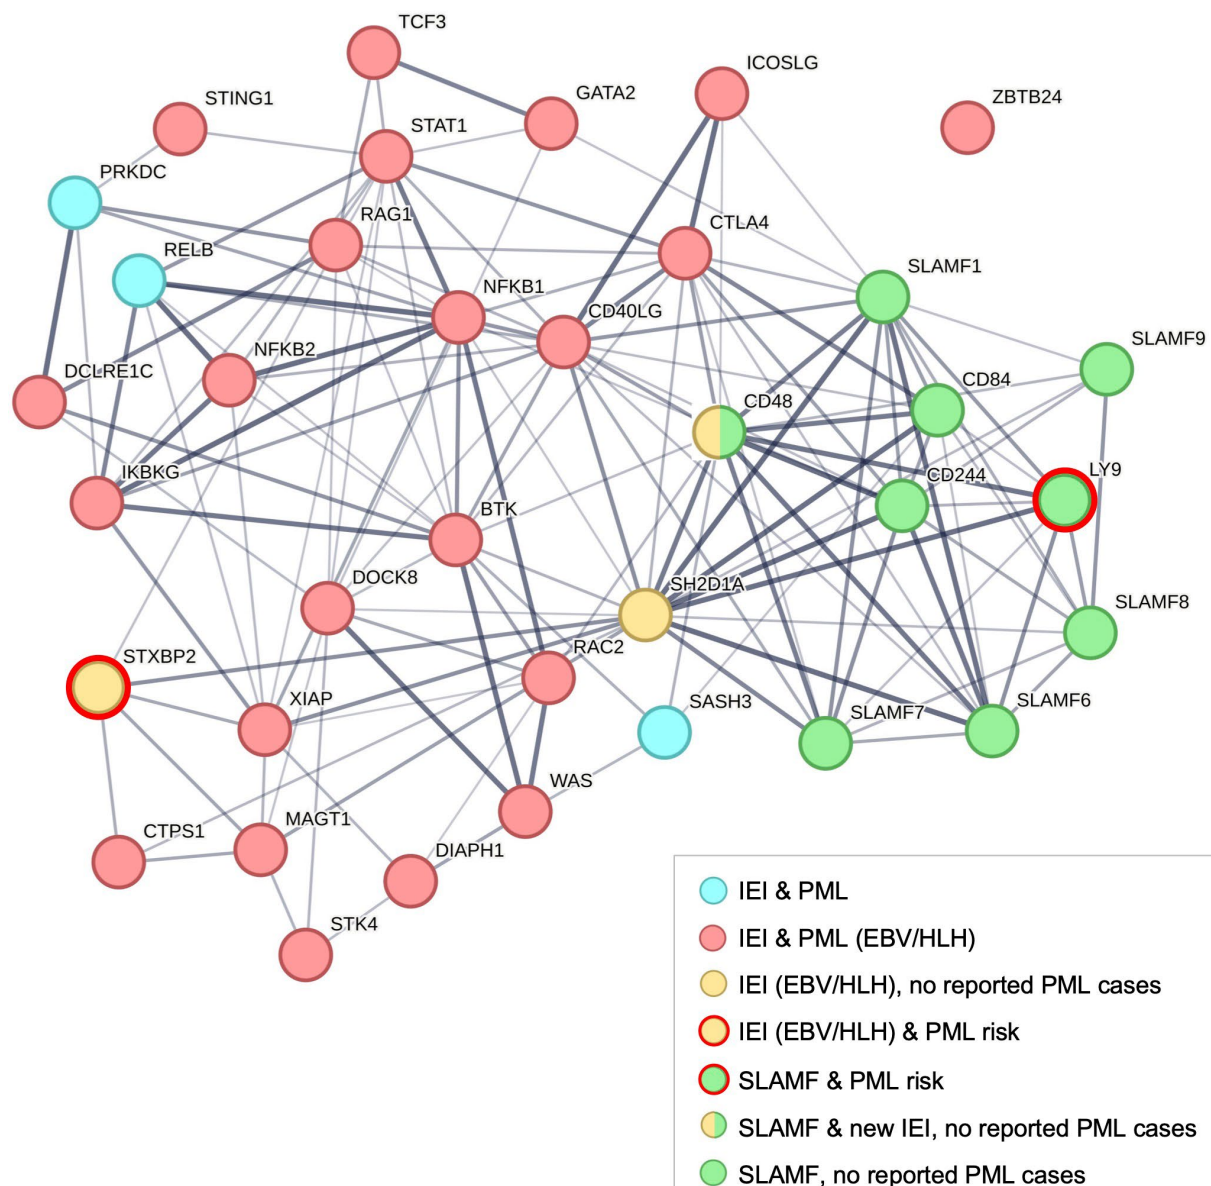 TCF3
ICOSLG
STING1
GATA2
ZBTB24
STAT1
PRKDC
RAG1
CTLA4
RELB
SLAMF1
NFKB1
CD40LG
SLAMF9
NFKB2
DCLRE1C
CD84
CD48
IKBKG
CD244
LY9
BTK
DOCK8
SH2D1A
SLAMF8
RAC2
STXBP2
XIAP
SASH3
SLAMF7
SLAMF6
WAS
MAGT1
CTPS1
DIAPH1
STK4
IEI & PML
IEI & PML (EBV/HLH)
IEI (EBV/HLH), no reported PML cases
IEI (EBV/HLH) & PML risk
SLAMF & PML risk
SLAMF & new IEI, no reported PML cases
SLAMF, no reported PML cases